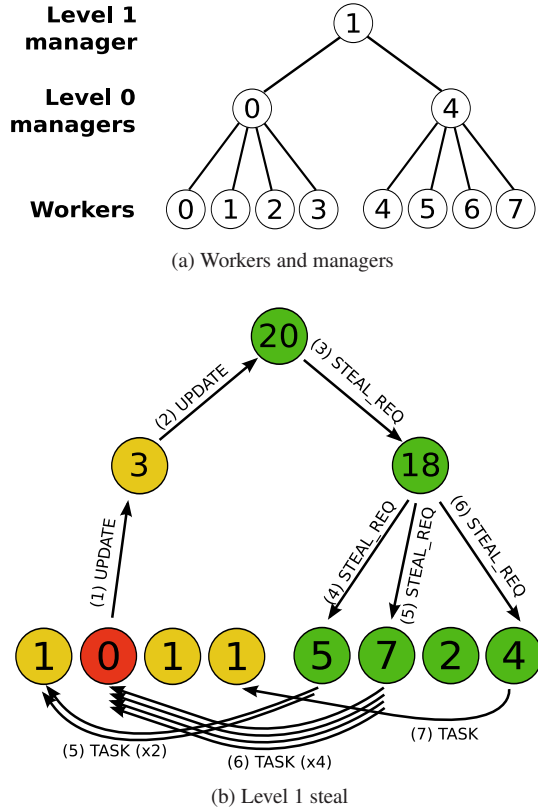 Level 1
manager
1
Level 0
managers
0 4
Workers
0 1 2 3 4 5 6 7
(a) Workers and managers
20
(2) UPDATE
(3) STEAL_REQ
3
18
(1) UPDATE
(4) STEAL_REQ
(5) STEAL_REQ
(6) STEAL_REQ
1 0 1 1 5 7 2 4
(5) TASK (x2)
(6) TASK (x4)
(7) TASK
(b) Level 1 steal